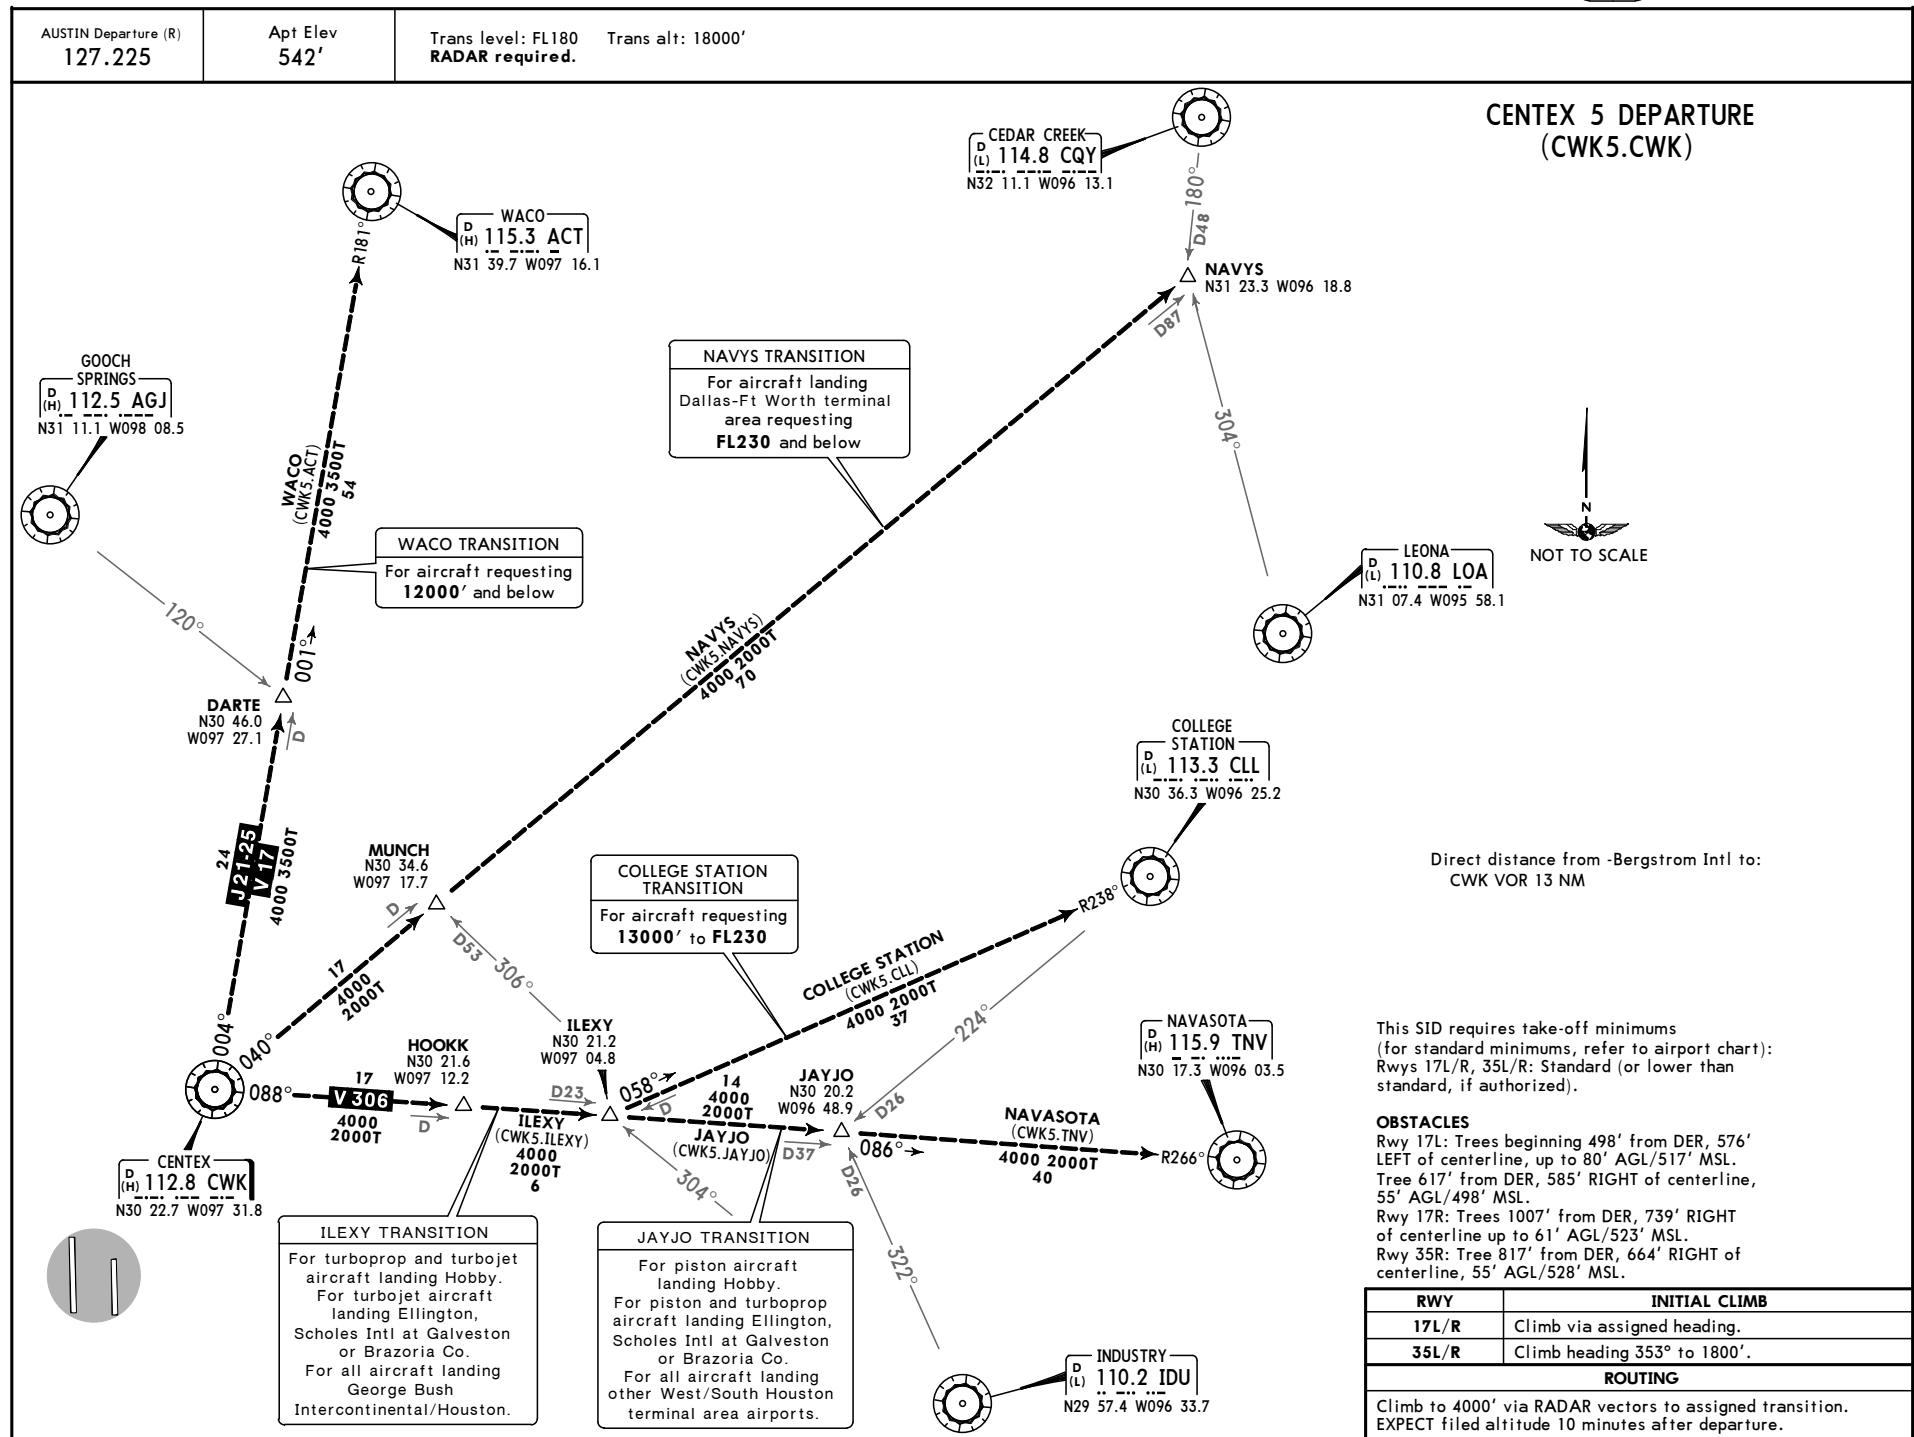 AUSTIN Departure (R)
127.225
Apt Elev
542'
Trans level: FL180 Trans alt: 18000'
RADAR required.
CENTEX 5 DEPARTURE
(CWK5.CWK)
CEDAR CREEK
D
(L) 114.8 CQY
N32 11.1 W096 13.1
180°
D48
NAVYS
N31 23.3 W096 18.8
D87
304°
WACO
D
(H) 115.3 ACT
N31 39.7 W097 16.1
R181°
GOOCH
SPRINGS
D
(H) 112.5 AGJ
N31 11.1 W098 08.5
120°
WACO
(CWK5.ACT)
4000 3500T
54
WACO TRANSITION
For aircraft requesting
12000' and below
NAVYS TRANSITION
For aircraft landing
Dallas-Ft Worth terminal
area requesting
FL230 and below
N
NOT TO SCALE
LEONA
D
(L) 110.8 LOA
N31 07.4 W095 58.1
NAVYS
(CWK5.NAVYS)
4000 2000T
70
001°
DARTE
N30 46.0
W097 27.1
D
24
J21-25
V 17
4000 3500T
004°
MUNCH
N30 34.6
W097 17.7
D
D53
306°
17
4000
2000T
040°
COLLEGE
STATION
D
(L) 113.3 CLL
N30 36.3 W096 25.2
R238°
COLLEGE STATION
TRANSITION
For aircraft requesting
13000' to FL230
COLLEGE STATION
(CWK5.CLL)
4000 2000T
37
224°
D26
Direct distance from -Bergstrom Intl to:
CWK VOR 13 NM
HOOKK
N30 21.6
W097 12.2
088°
17
V 306
4000
2000T
D
ILEXY
N30 21.2
W097 04.8
D23
ILEXY
(CWK5.ILEXY)
4000
2000T
6
058°
D
14
4000
2000T
JAYJO
(CWK5.JAYJO)
304°
JAYJO
N30 20.2
W096 48.9
D37
D26
322°
086°
NAVASOTA
(CWK5.TNV)
4000 2000T
40
R266°
NAVASOTA
D
(H) 115.9 TNV
N30 17.3 W096 03.5
CENTEX
D
(H) 112.8 CWK
N30 22.7 W097 31.8
ILEXY TRANSITION
For turboprop and turbojet
aircraft landing Hobby.
For turbojet aircraft
landing Ellington,
Scholes Intl at Galveston
or Brazoria Co.
For all aircraft landing
George Bush
Intercontinental/Houston.
JAYJO TRANSITION
For piston aircraft
landing Hobby.
For piston and turboprop
aircraft landing Ellington,
Scholes Intl at Galveston
or Brazoria Co.
For all aircraft landing
other West/South Houston
terminal area airports.
INDUSTRY
D
(L) 110.2 IDU
N29 57.4 W096 33.7
This SID requires take-off minimums
(for standard minimums, refer to airport chart):
Rwys 17L/R, 35L/R: Standard (or lower than
standard, if authorized).
OBSTACLES
Rwy 17L: Trees beginning 498' from DER, 576'
LEFT of centerline, up to 80' AGL/517' MSL.
Tree 617' from DER, 585' RIGHT of centerline,
55' AGL/498' MSL.
Rwy 17R: Trees 1007' from DER, 739' RIGHT
of centerline up to 61' AGL/523' MSL.
Rwy 35R: Tree 817' from DER, 664' RIGHT of
centerline, 55' AGL/528' MSL.
RWY INITIAL CLIMB
17L/R Climb via assigned heading.
35L/R Climb heading 353° to 1800'.
ROUTING
Climb to 4000' via RADAR vectors to assigned transition.
EXPECT filed altitude 10 minutes after departure.